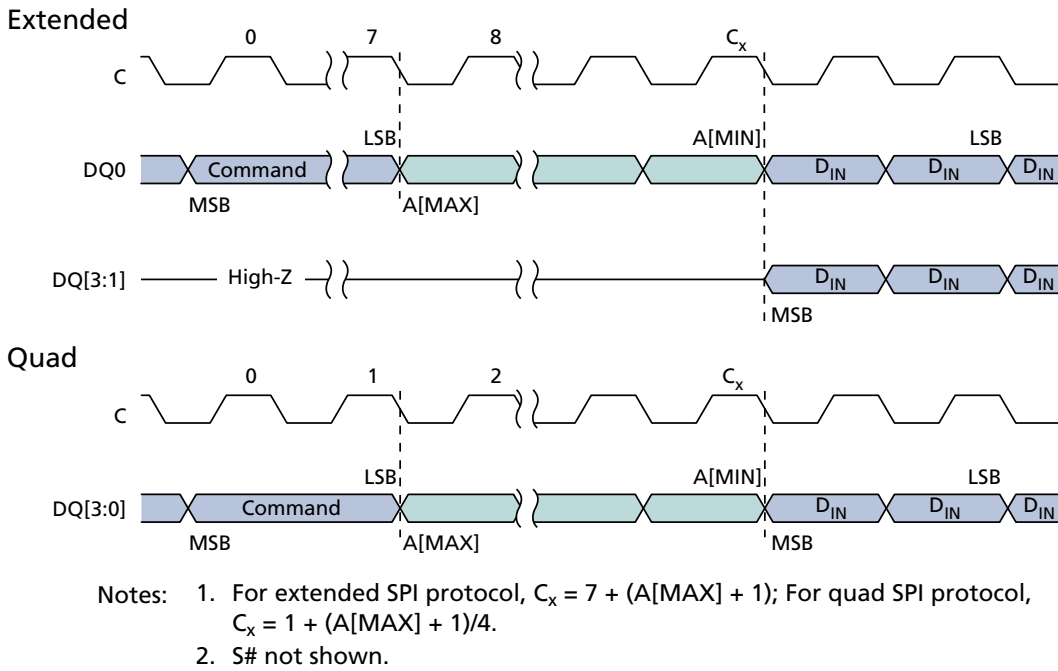 Extended
0 7 8 Cx
C
LSB A[MIN] LSB
DQ0 Command DIN DIN DIN
MSB A[MAX]
DQ[3:1] High-Z DIN DIN DIN
MSB
Quad
0 1 2 Cx
C
LSB A[MIN] LSB
DQ[3:0] Command DIN DIN DIN
MSB A[MAX] MSB
Notes: 1. For extended SPI protocol, Cx = 7 + (A[MAX] + 1); For quad SPI protocol,
Cx = 1 + (A[MAX] + 1)/4.
2. S# not shown.